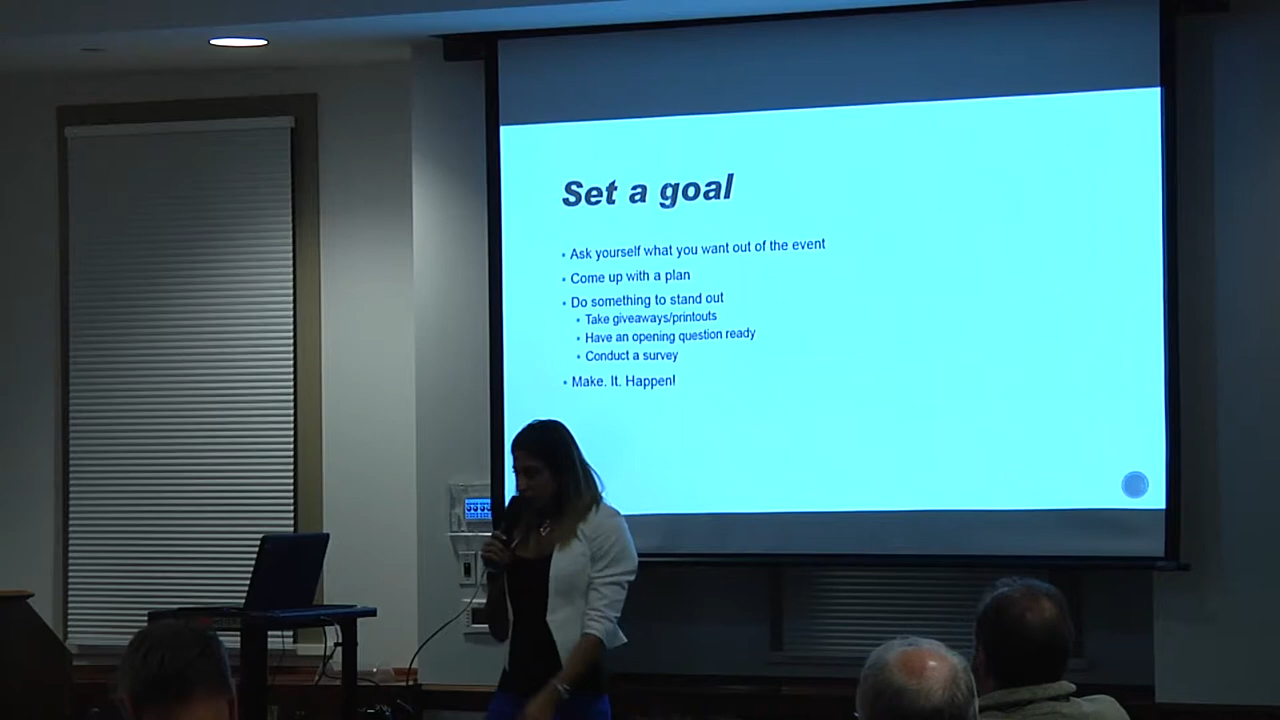 Set a goal
Ask yourself what you want out of the event
Come up with a plan
Do something to stand out
Take giveaways/printouts
Have an opening question ready
Conduct a survey
Make. It. Happen!